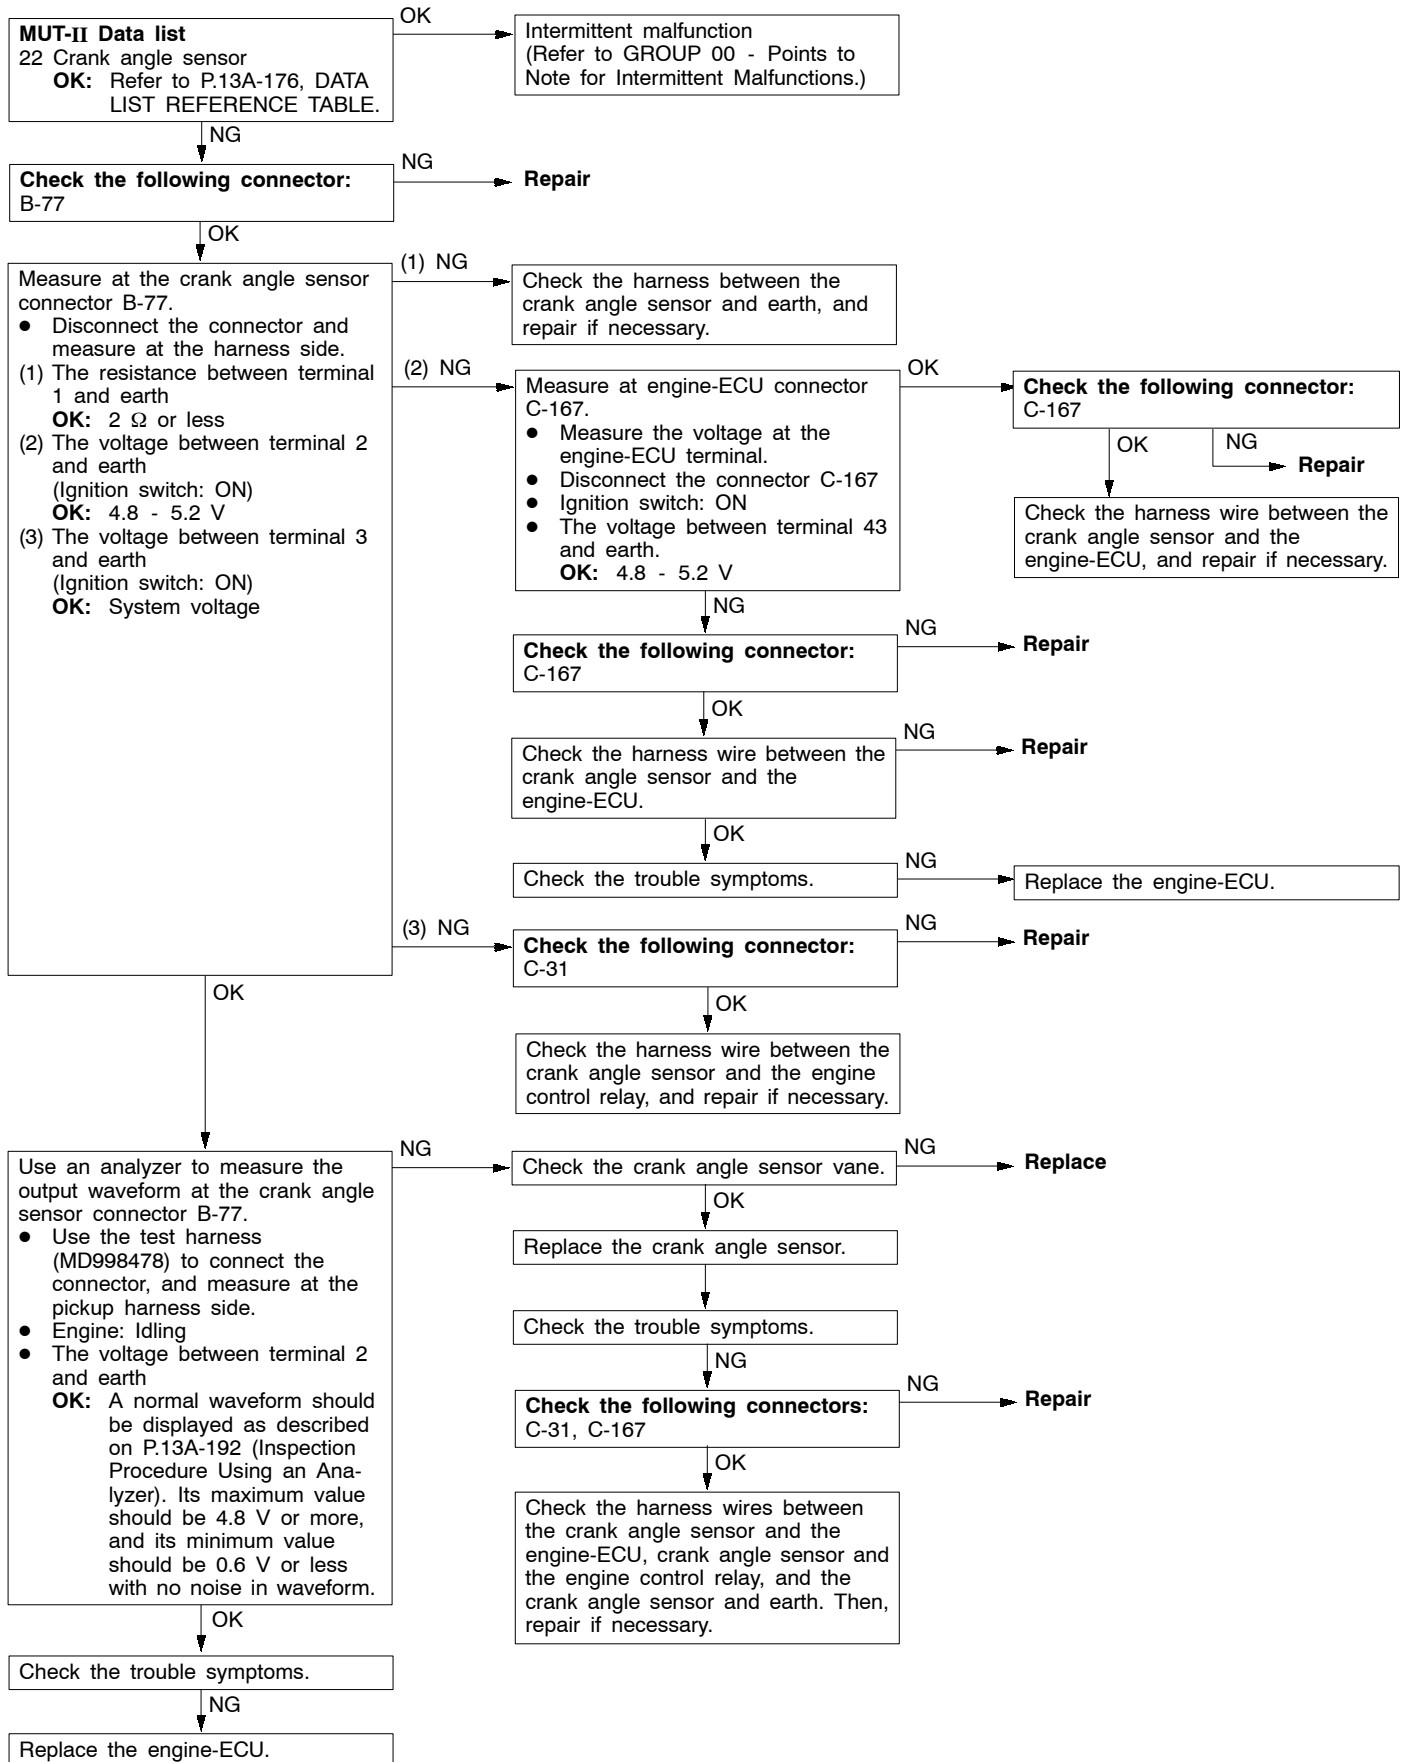 MUT-II Data list
22 Crank angle sensor
OK: Refer to P.13A-176, DATA
LIST REFERENCE TABLE.
OK
Intermittent malfunction
(Refer to GROUP 00 - Points to
Note for Intermittent Malfunctions.)
NG
Check the following connector:
B-77
NG
Repair
OK
Measure at the crank angle sensor
connector B-77.
● Disconnect the connector and
measure at the harness side.
(1) The resistance between terminal
1 and earth
OK: 2 Ω or less
(2) The voltage between terminal 2
and earth
(Ignition switch: ON)
OK: 4.8 - 5.2 V
(3) The voltage between terminal 3
and earth
(Ignition switch: ON)
OK: System voltage
(1) NG
Check the harness between the
crank angle sensor and earth, and
repair if necessary.
(2) NG
Measure at engine-ECU connector
C-167.
● Measure the voltage at the
engine-ECU terminal.
● Disconnect the connector C-167
● Ignition switch: ON
● The voltage between terminal 43
and earth.
OK: 4.8 - 5.2 V
OK
Check the following connector:
C-167
OK
NG
Repair
Check the harness wire between the
crank angle sensor and the
engine-ECU, and repair if necessary.
NG
Check the following connector:
C-167
NG
Repair
OK
Check the harness wire between the
crank angle sensor and the
engine-ECU.
NG
Repair
OK
Check the trouble symptoms.
NG
Replace the engine-ECU.
(3) NG
Check the following connector:
C-31
NG
Repair
OK
Check the harness wire between the
crank angle sensor and the engine
control relay, and repair if necessary.
OK
Use an analyzer to measure the
output waveform at the crank angle
sensor connector B-77.
● Use the test harness
(MD998478) to connect the
connector, and measure at the
pickup harness side.
● Engine: Idling
● The voltage between terminal 2
and earth
OK: A normal waveform should
be displayed as described
on P.13A-192 (Inspection
Procedure Using an Ana-
lyzer). Its maximum value
should be 4.8 V or more,
and its minimum value
should be 0.6 V or less
with no noise in waveform.
NG
Check the crank angle sensor vane.
NG
Replace
OK
Replace the crank angle sensor.
Check the trouble symptoms.
NG
Check the following connectors:
C-31, C-167
NG
Repair
OK
Check the harness wires between
the crank angle sensor and the
engine-ECU, crank angle sensor and
the engine control relay, and the
crank angle sensor and earth. Then,
repair if necessary.
OK
Check the trouble symptoms.
NG
Replace the engine-ECU.